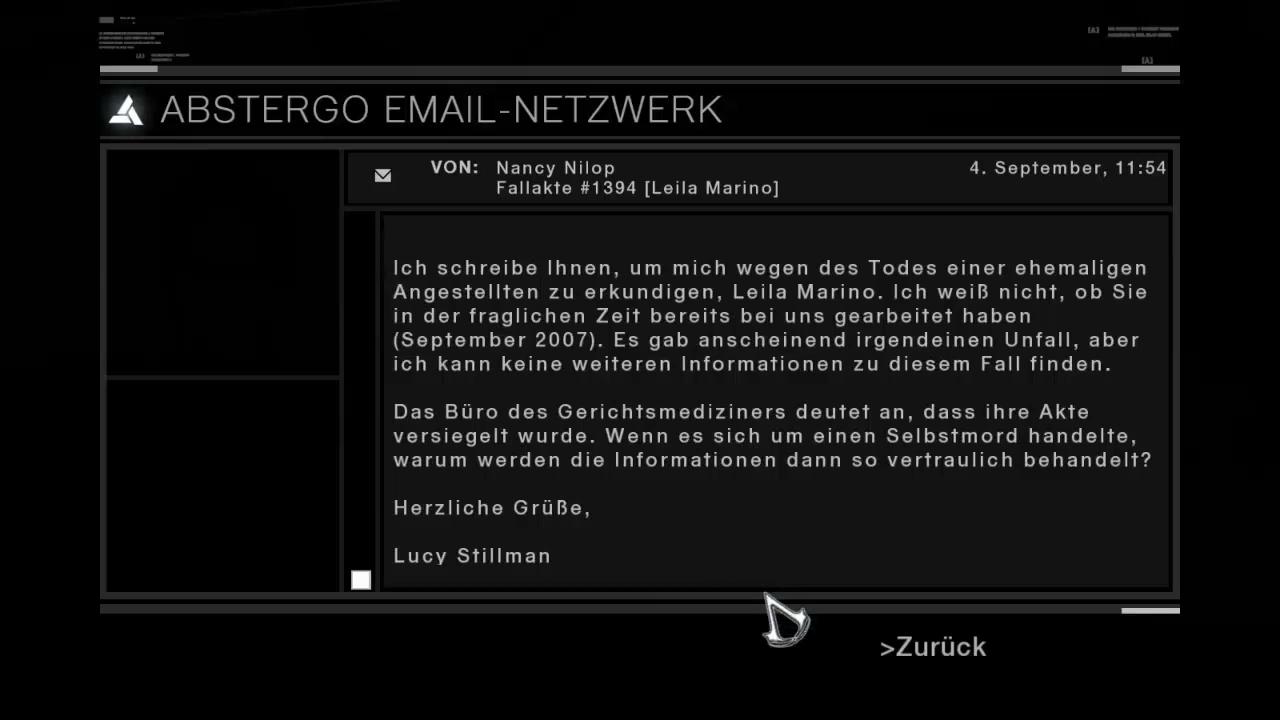 ABSTERGO EMAIL-NETZWERK
VON: Nancy Nilop 4. September, 11:54
Fallakte #1394 [Leila Marino]
Ich schreibe Ihnen, um mich wegen des Todes einer ehemaligen
Angestellten zu erkundigen, Leila Marino. Ich weiß nicht, ob Sie
in der fraglichen Zeit bereits bei uns gearbeitet haben
(September 2007). Es gab anscheinend irgendeinen Unfall, aber
ich kann keine weiteren Informationen zu diesem Fall finden.
Das Büro des Gerichtsmediziners deutet an, dass ihre Akte
versiegelt wurde. Wenn es sich um einen Selbstmord handelte,
warum werden die Informationen dann so vertraulich behandelt?
Herzliche Grüße,
Lucy Stillman
>Zurück